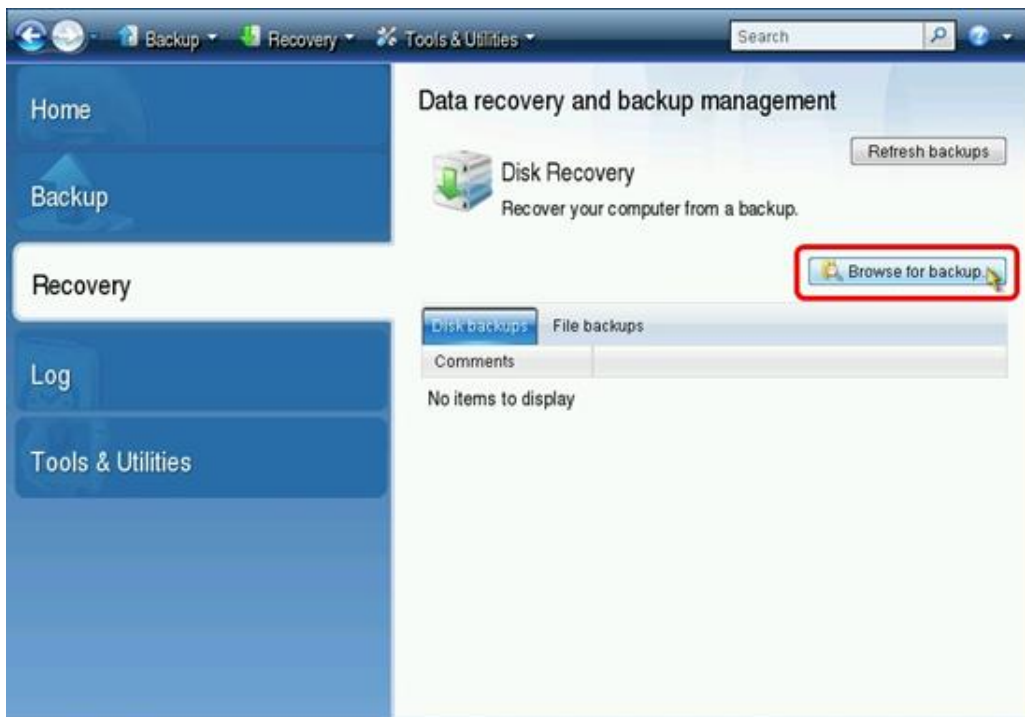 Backup Recovery Tools & Utilities Search
Home
Backup
Recovery
Log
Tools & Utilities
Data recovery and backup management
Refresh backups
Disk Recovery
Recover your computer from a backup.
Browse for backup.
Disk backups File backups
Comments
No items to display